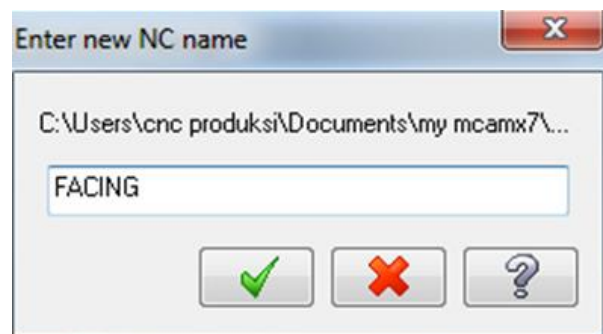 Enter new NC name
C:\Users\cnc produksi\Documents\my mcamx7\...
FACING